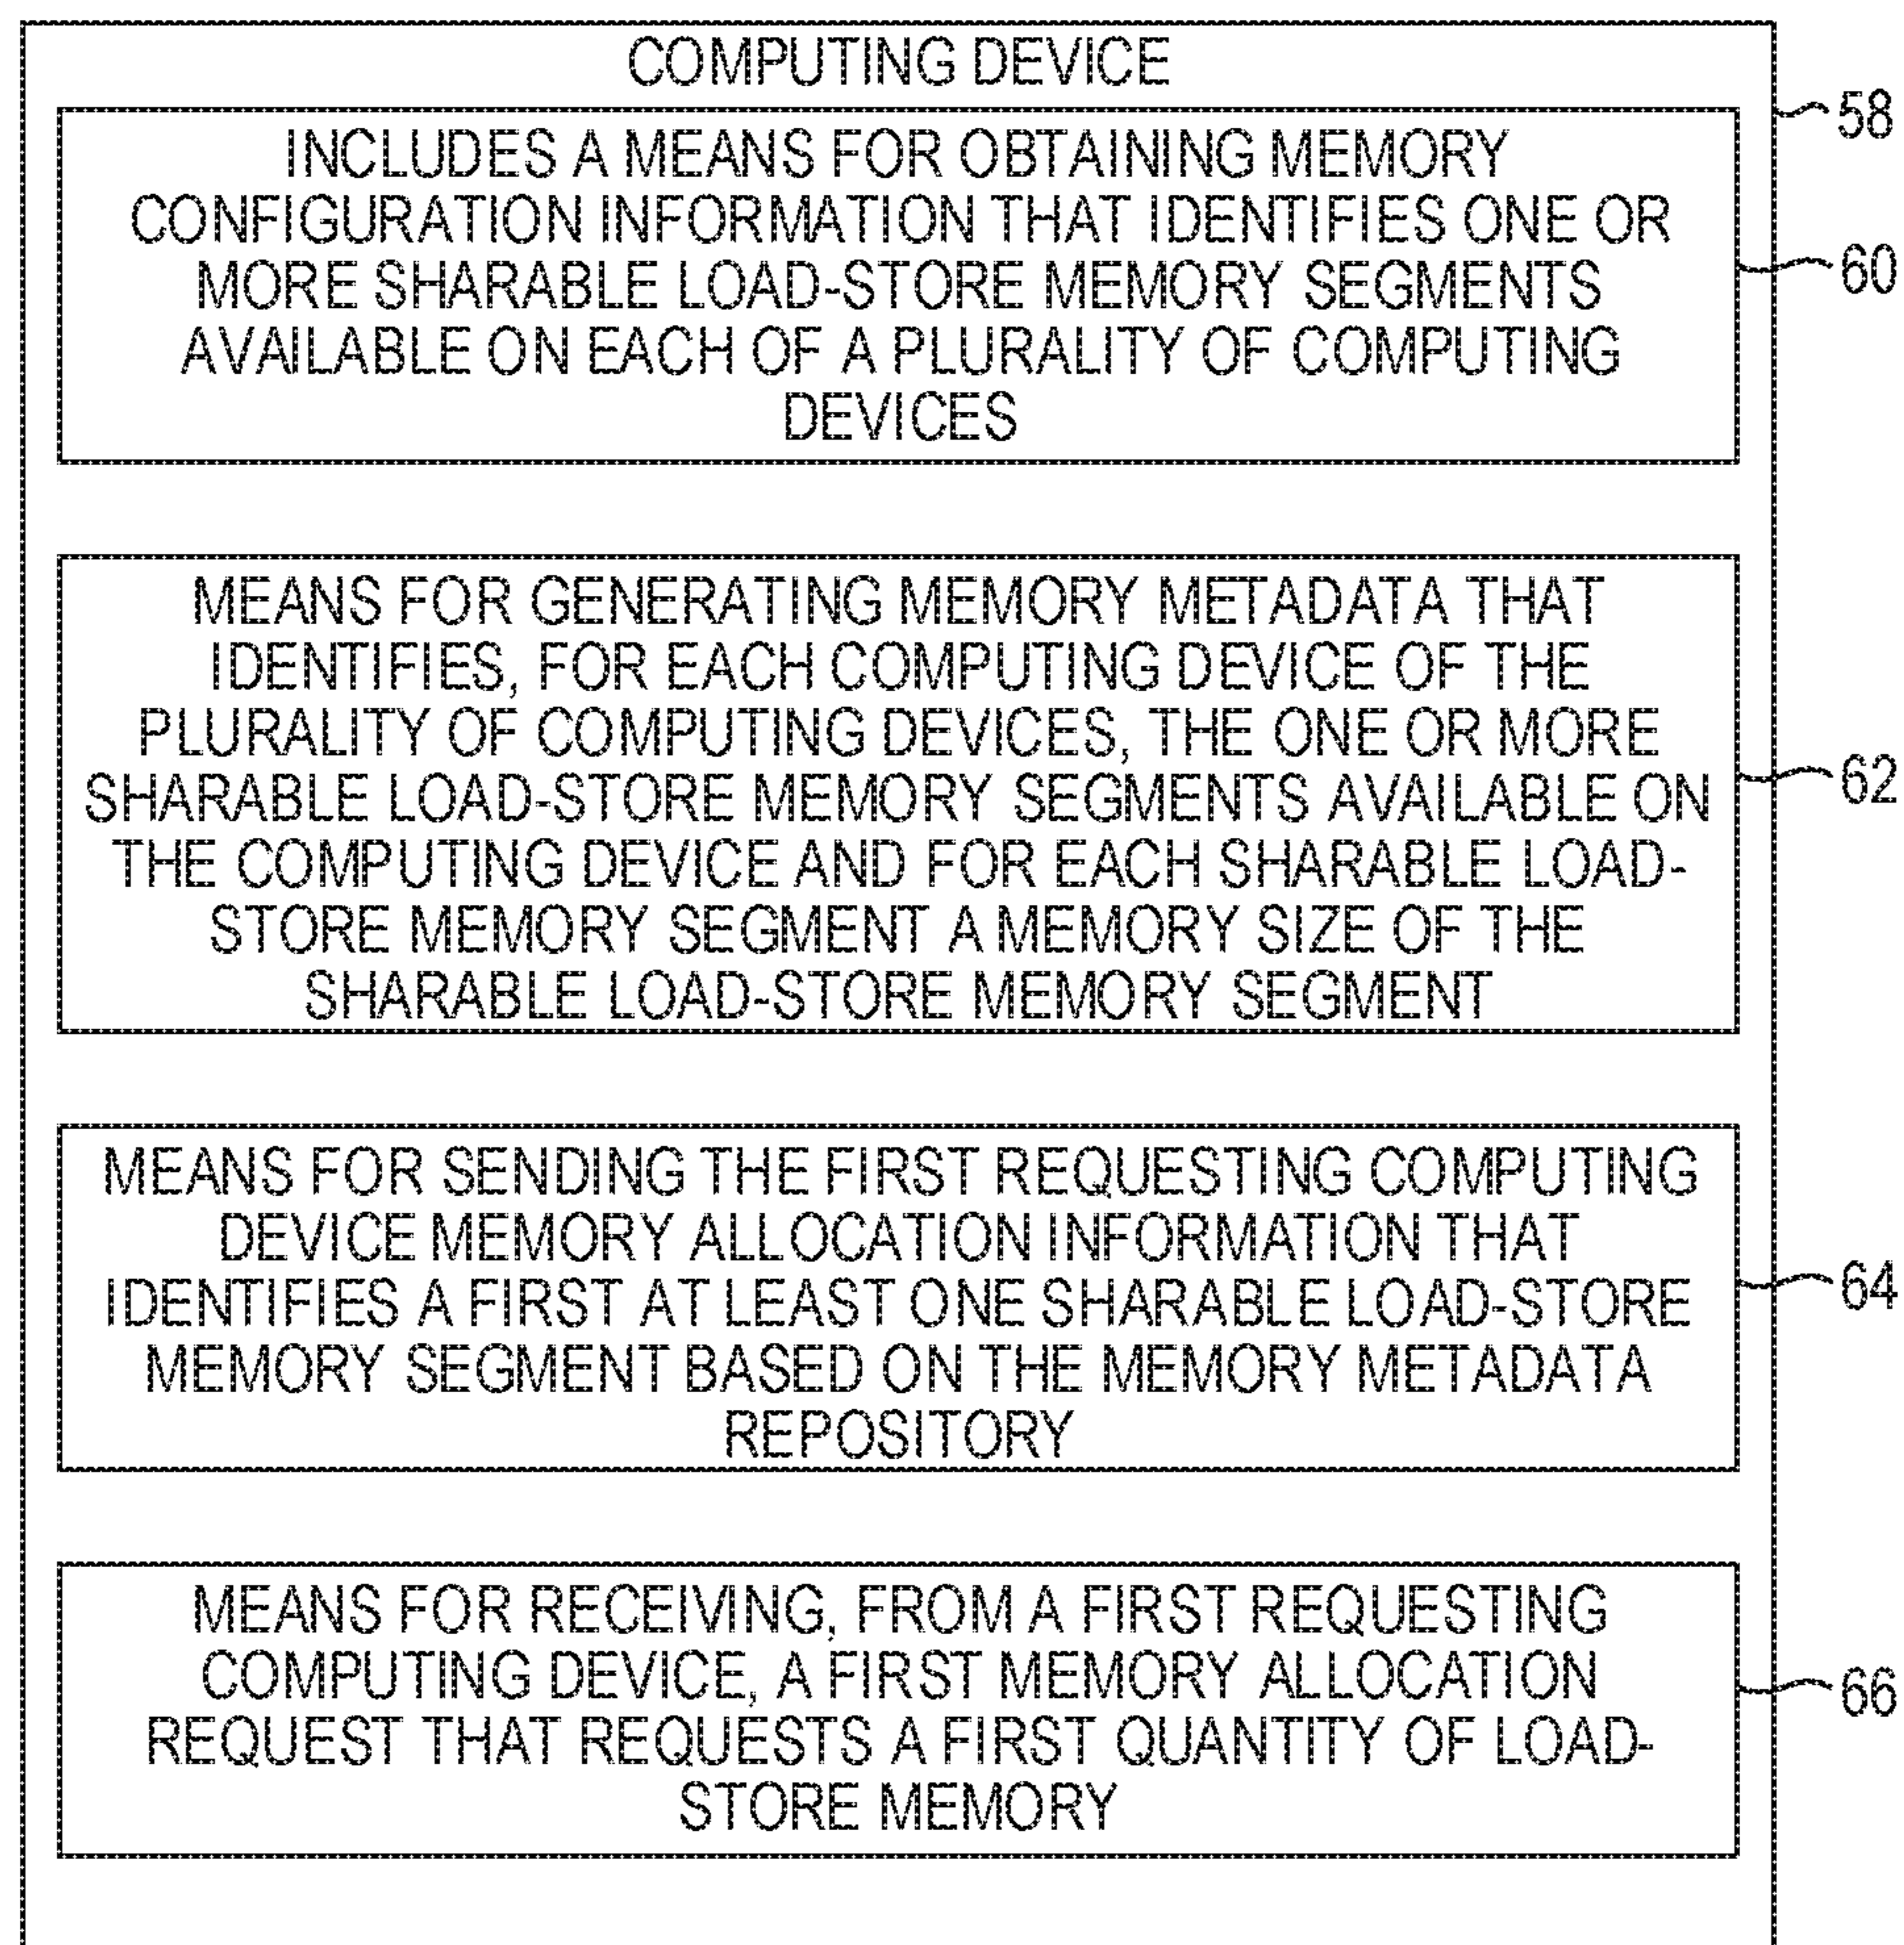 COMPUTING DEVICE
58
INCLUDES A MEANS FOR OBTAINING MEMORY
CONFIGURATION INFORMATION THAT IDENTIFIES ONE OR
MORE SHARABLE LOAD-STORE MEMORY SEGMENTS
AVAILABLE ON EACH OF A PLURALITY OF COMPUTING
DEVICES
60
MEANS FOR GENERATING MEMORY METADATA THAT
IDENTIFIES, FOR EACH COMPUTING DEVICE OF THE
PLURALITY OF COMPUTING DEVICES, THE ONE OR MORE
SHARABLE LOAD-STORE MEMORY SEGMENTS AVAILABLE ON
THE COMPUTING DEVICE AND FOR EACH SHARABLE LOAD-
STORE MEMORY SEGMENT A MEMORY SIZE OF THE
SHARABLE LOAD-STORE MEMORY SEGMENT
62
MEANS FOR SENDING THE FIRST REQUESTING COMPUTING
DEVICE MEMORY ALLOCATION INFORMATION THAT
IDENTIFIES A FIRST AT LEAST ONE SHARABLE LOAD-STORE
MEMORY SEGMENT BASED ON THE MEMORY METADATA
REPOSITORY
64
MEANS FOR RECEIVING, FROM A FIRST REQUESTING
COMPUTING DEVICE, A FIRST MEMORY ALLOCATION
REQUEST THAT REQUESTS A FIRST QUANTITY OF LOAD-
STORE MEMORY
66